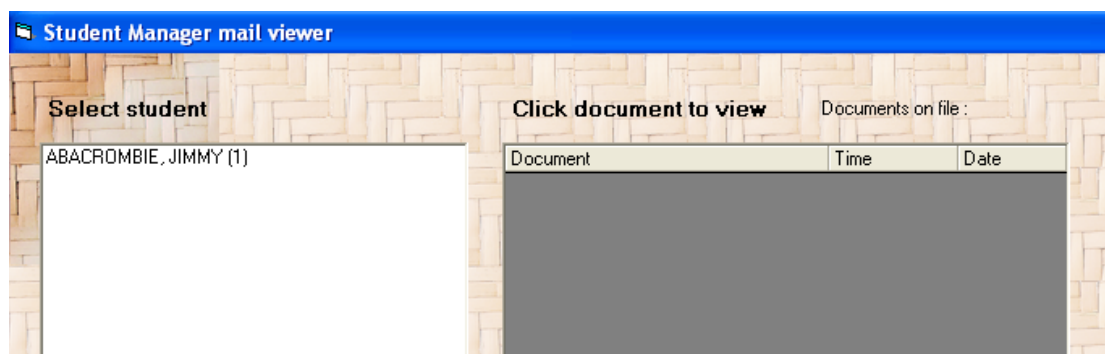 Student Manager mail viewer
Select student
Click document to view Documents on file :
ABACROMBIE, JIMMY (1)
Document Time Date